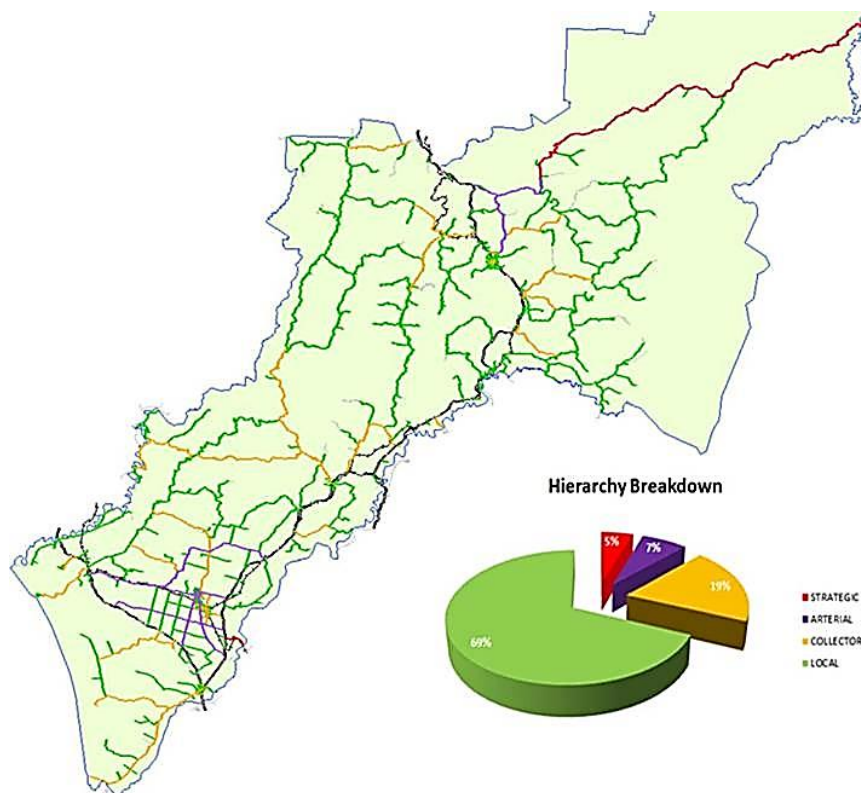 Hierarchy Breakdown
5%
7%
19%
69%
STRATEGIC
ARTERIAL
COLLECTOR
LOCAL